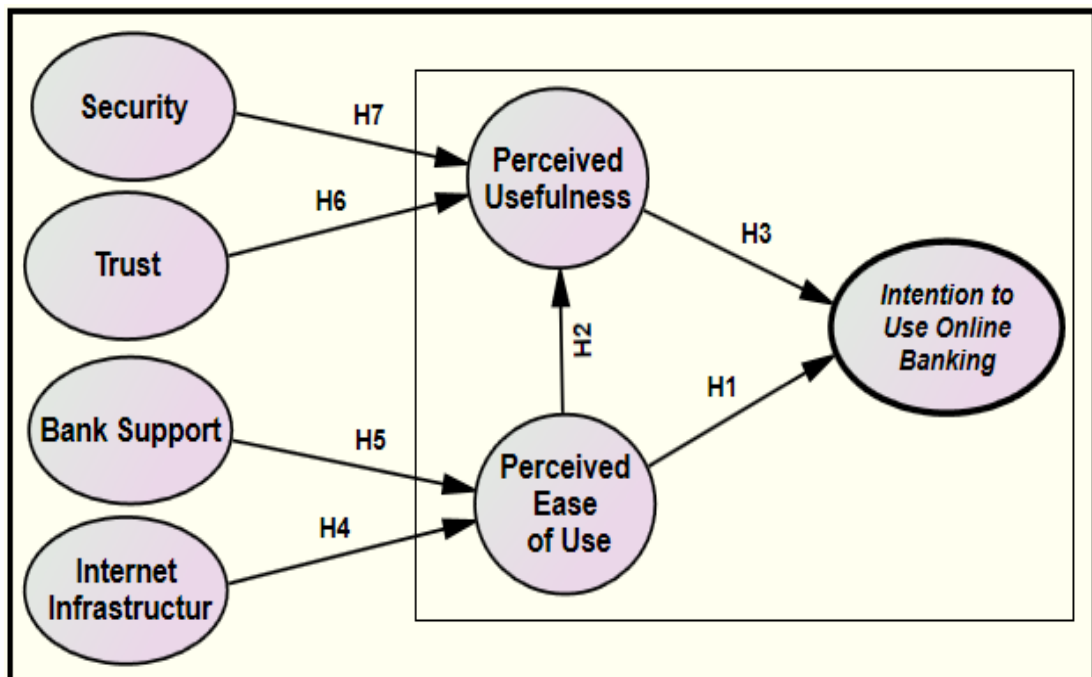 Security
H7
Perceived
Usefulness
H6
Trust
H3
Intention to
Use Online
Banking
H2
H1
Bank Support
H5
Perceived
Ease
of Use
H4
Internet
Infrastructur